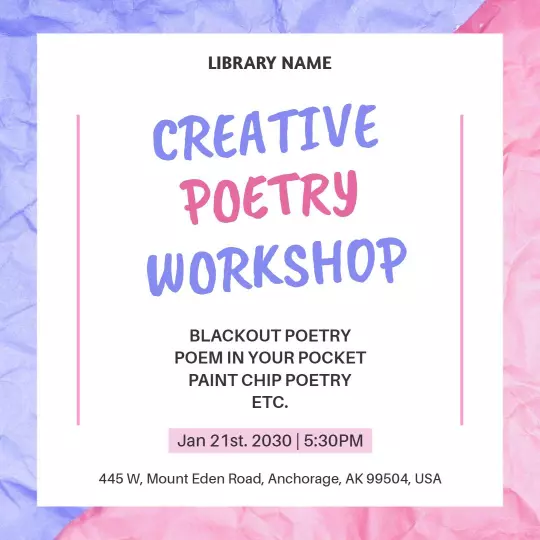 LIBRARY NAME
CREATIVE
POETRY
WORKSHOP
BLACKOUT POETRY
POEM IN YOUR POCKET
PAINT CHIP POETRY
ETC.
Jan 21st. 2030 | 5:30PM
445 W, Mount Eden Road, Anchorage, AK 99504, USA